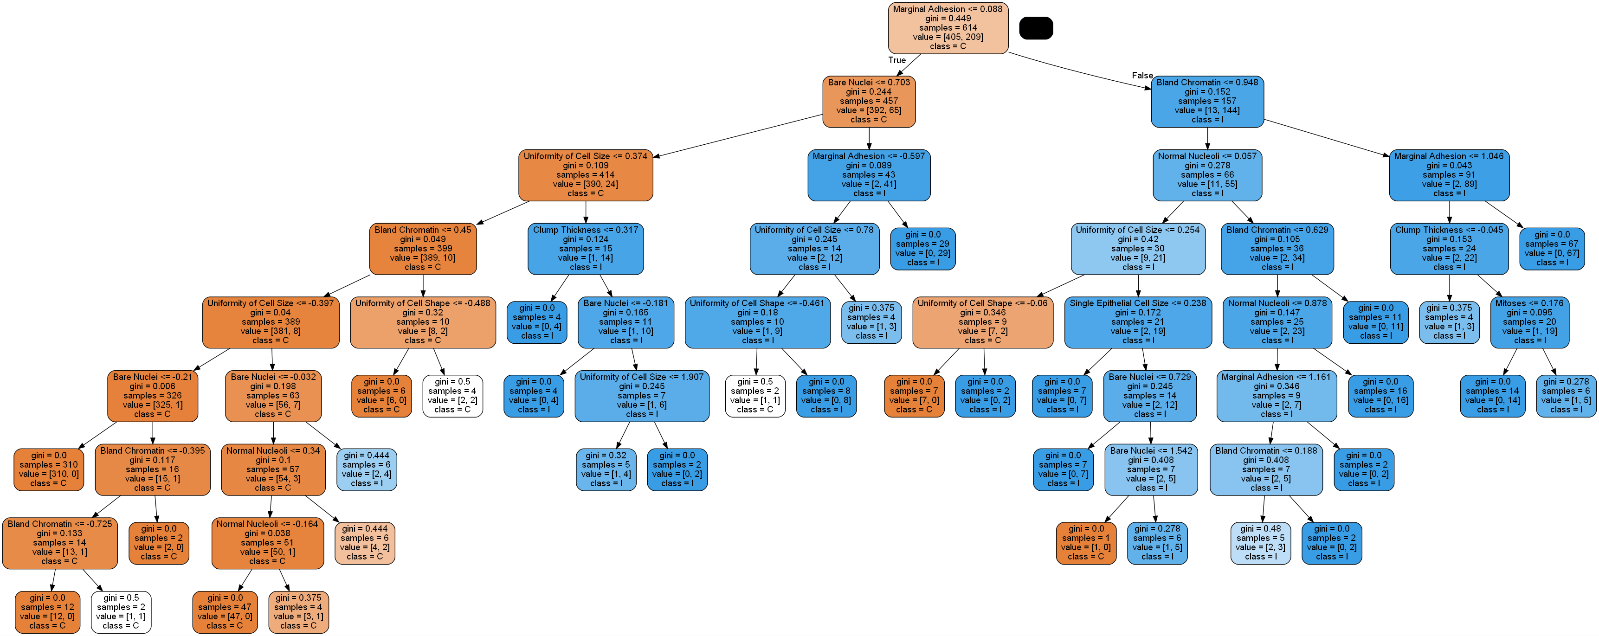 Marginal Adhesion <= 0.088
gini = 0.449
samples = 614
value = [405, 209]
class = C
True
False
Bare Nuclei <= 0.703
gini = 0.244
samples = 457
value = [392, 65]
class = C
Bland Chromatin <= 0.948
gini = 0.152
samples = 157
value = [13, 144]
class = I
Uniformity of Cell Size <= 0.374
gini = 0.109
samples = 414
value = [390, 24]
class = C
Marginal Adhesion <= -0.597
gini = 0.089
samples = 43
value = [2, 41]
class = I
Normal Nucleoli <= 0.057
gini = 0.278
samples = 66
value = [11, 55]
class = I
Marginal Adhesion <= 1.046
gini = 0.043
samples = 91
value = [2, 89]
class = I
Bland Chromatin <= 0.45
gini = 0.049
samples = 399
value = [389, 10]
class = C
Clump Thickness <= 0.317
gini = 0.124
samples = 15
value = [1, 14]
class = I
Uniformity of Cell Size <= 0.78
gini = 0.245
samples = 14
value = [2, 12]
class = I
gini = 0.0
samples = 29
value = [0, 29]
class = I
Uniformity of Cell Size <= 0.254
gini = 0.42
samples = 30
value = [9, 21]
class = I
Bland Chromatin <= 0.629
gini = 0.105
samples = 36
value = [2, 34]
class = I
Clump Thickness <= -0.045
gini = 0.153
samples = 24
value = [2, 22]
class = I
gini = 0.0
samples = 67
value = [0, 67]
class = I
Uniformity of Cell Size <= -0.397
gini = 0.04
samples = 389
value = [381, 8]
class = C
Uniformity of Cell Shape <= -0.488
gini = 0.32
samples = 10
value = [8, 2]
class = C
gini = 0.0
samples = 4
value = [0, 4]
class = I
Bare Nuclei <= -0.181
gini = 0.165
samples = 11
value = [1, 10]
class = I
Uniformity of Cell Shape <= -0.461
gini = 0.18
samples = 10
value = [1, 9]
class = I
gini = 0.375
samples = 4
value = [1, 3]
class = I
Uniformity of Cell Shape <= -0.06
gini = 0.346
samples = 9
value = [7, 2]
class = C
Single Epithelial Cell Size <= 0.238
gini = 0.172
samples = 21
value = [2, 19]
class = I
Normal Nucleoli <= 0.878
gini = 0.147
samples = 25
value = [2, 23]
class = I
gini = 0.0
samples = 11
value = [0, 11]
class = I
gini = 0.375
samples = 4
value = [1, 3]
class = I
Mitoses <= 0.176
gini = 0.095
samples = 20
value = [1, 19]
class = I
Bare Nuclei <= -0.21
gini = 0.006
samples = 326
value = [325, 1]
class = C
Bare Nuclei <= -0.032
gini = 0.198
samples = 63
value = [56, 7]
class = C
gini = 0.0
samples = 6
value = [6, 0]
class = C
gini = 0.5
samples = 4
value = [2, 2]
class = C
gini = 0.0
samples = 4
value = [0, 4]
class = I
Uniformity of Cell Size <= 1.907
gini = 0.245
samples = 7
value = [1, 6]
class = I
gini = 0.5
samples = 2
value = [1, 1]
class = C
gini = 0.0
samples = 8
value = [0, 8]
class = I
gini = 0.0
samples = 7
value = [7, 0]
class = C
gini = 0.0
samples = 2
value = [0, 2]
class = I
gini = 0.0
samples = 7
value = [0, 7]
class = I
Bare Nuclei <= 0.729
gini = 0.245
samples = 14
value = [2, 12]
class = I
Marginal Adhesion <= 1.161
gini = 0.346
samples = 9
value = [2, 7]
class = I
gini = 0.0
samples = 16
value = [0, 16]
class = I
gini = 0.0
samples = 14
value = [0, 14]
class = I
gini = 0.278
samples = 6
value = [1, 5]
class = I
gini = 0.0
samples = 310
value = [310, 0]
class = C
Bland Chromatin <= -0.395
gini = 0.117
samples = 16
value = [15, 1]
class = C
Normal Nucleoli <= 0.34
gini = 0.1
samples = 57
value = [54, 3]
class = C
gini = 0.444
samples = 6
value = [2, 4]
class = I
gini = 0.32
samples = 5
value = [1, 4]
class = I
gini = 0.0
samples = 2
value = [0, 2]
class = I
gini = 0.0
samples = 7
value = [0, 7]
class = I
Bare Nuclei <= 1.542
gini = 0.408
samples = 7
value = [2, 5]
class = I
Bland Chromatin <= 0.188
gini = 0.408
samples = 7
value = [2, 5]
class = I
gini = 0.0
samples = 2
value = [0, 2]
class = I
Bland Chromatin <= -0.725
gini = 0.133
samples = 14
value = [13, 1]
class = C
gini = 0.0
samples = 2
value = [2, 0]
class = C
Normal Nucleoli <= -0.164
gini = 0.038
samples = 51
value = [50, 1]
class = C
gini = 0.444
samples = 6
value = [4, 2]
class = C
gini = 0.0
samples = 1
value = [1, 0]
class = C
gini = 0.278
samples = 6
value = [1, 5]
class = I
gini = 0.48
samples = 5
value = [2, 3]
class = I
gini = 0.0
samples = 2
value = [0, 2]
class = I
gini = 0.0
samples = 12
value = [12, 0]
class = C
gini = 0.5
samples = 2
value = [1, 1]
class = C
gini = 0.0
samples = 47
value = [47, 0]
class = C
gini = 0.375
samples = 4
value = [3, 1]
class = C